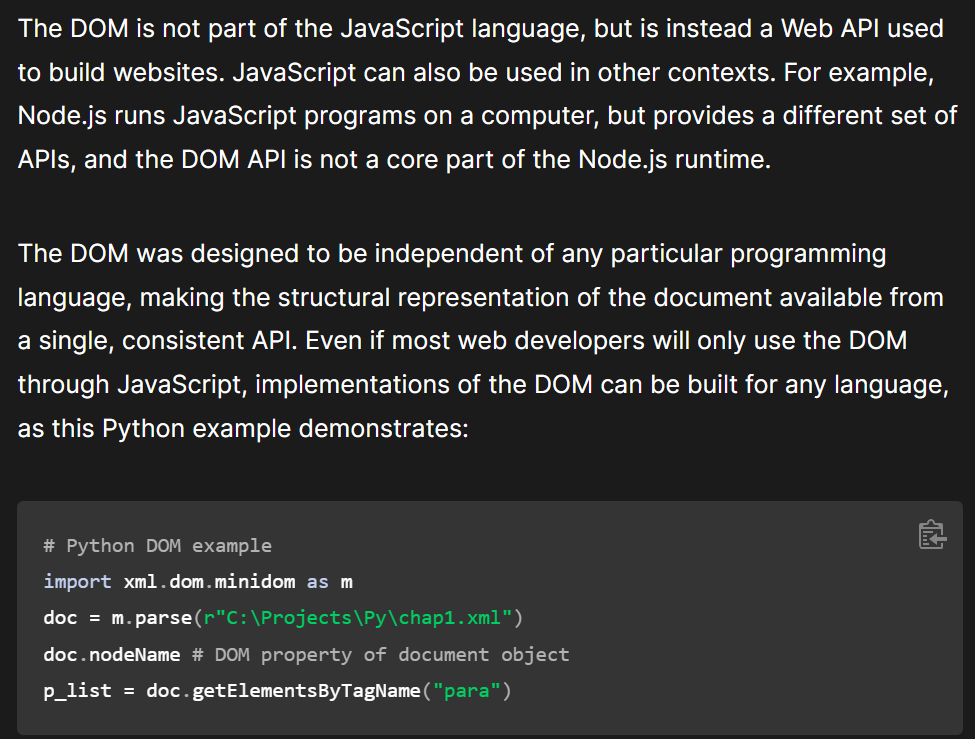 The DOM is not part of the JavaScript language, but is instead a Web API used
to build websites. JavaScript can also be used in other contexts. For example,
Node.js runs JavaScript programs on a computer, but provides a different set of
APIs, and the DOM API is not a core part of the Node.js runtime.
The DOM was designed to be independent of any particular programming
language, making the structural representation of the document available from
a single, consistent API. Even if most web developers will only use the DOM
through JavaScript, implementations of the DOM can be built for any language,
as this Python example demonstrates:
# Python DOM example
import xml.dom.minidom as m
doc = m.parse(r"C:\Projects\Py\chap1.xml")
doc.nodeName # DOM property of document object
p_list = doc.getElementsByTagName("para")